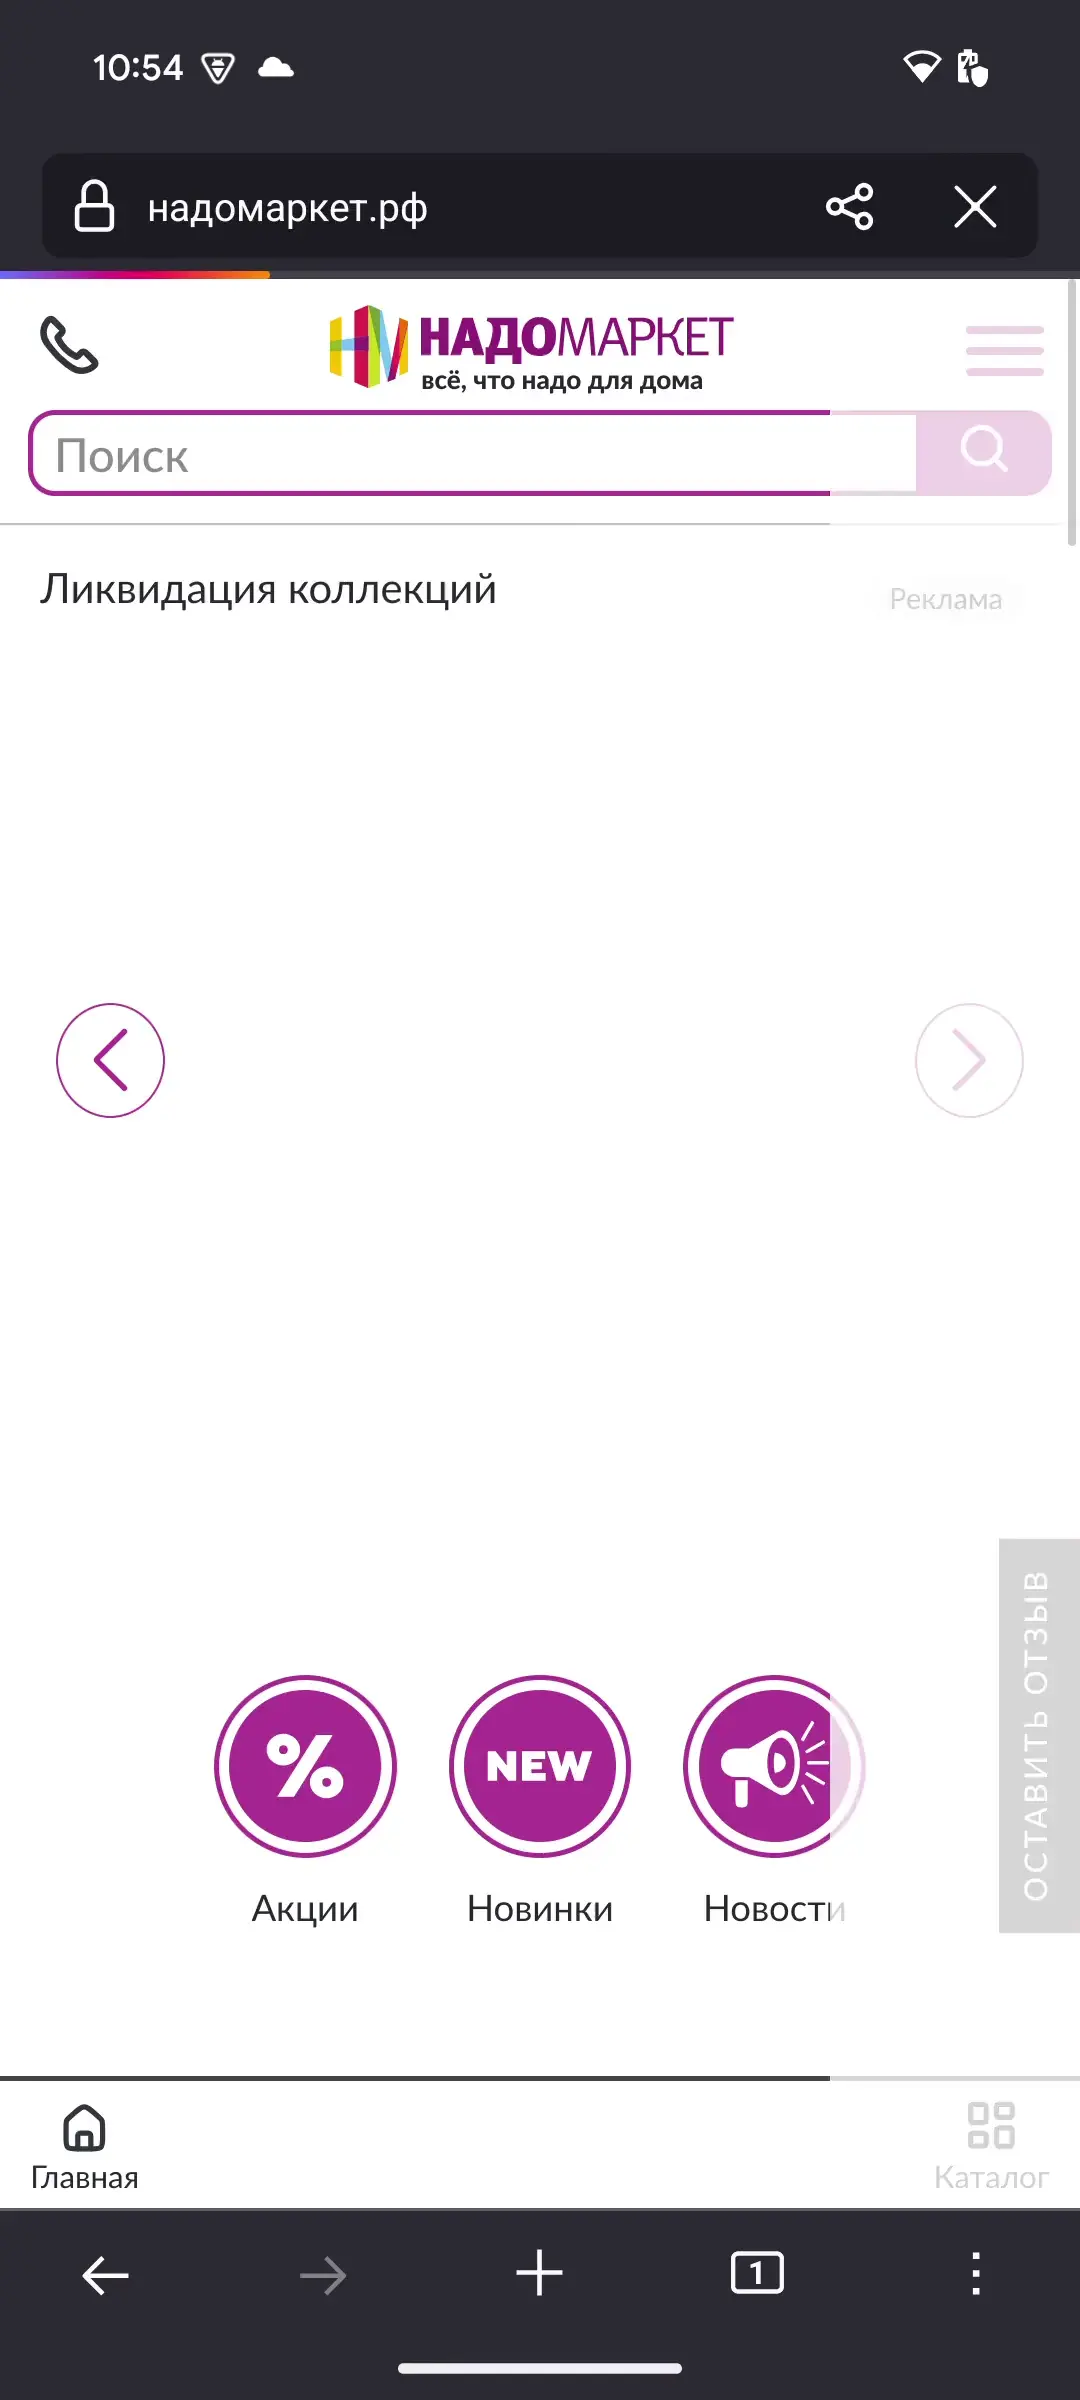 10:54
надомаркет.рф
НАДОМАРКЕТ
всё, что надо для дома
Поиск
Ликвидация коллекций
Реклама
ОСТАВИТЬ ОТЗЫВ
%
NEW
Акции
Новинки
Новости
Главная
Каталог
1